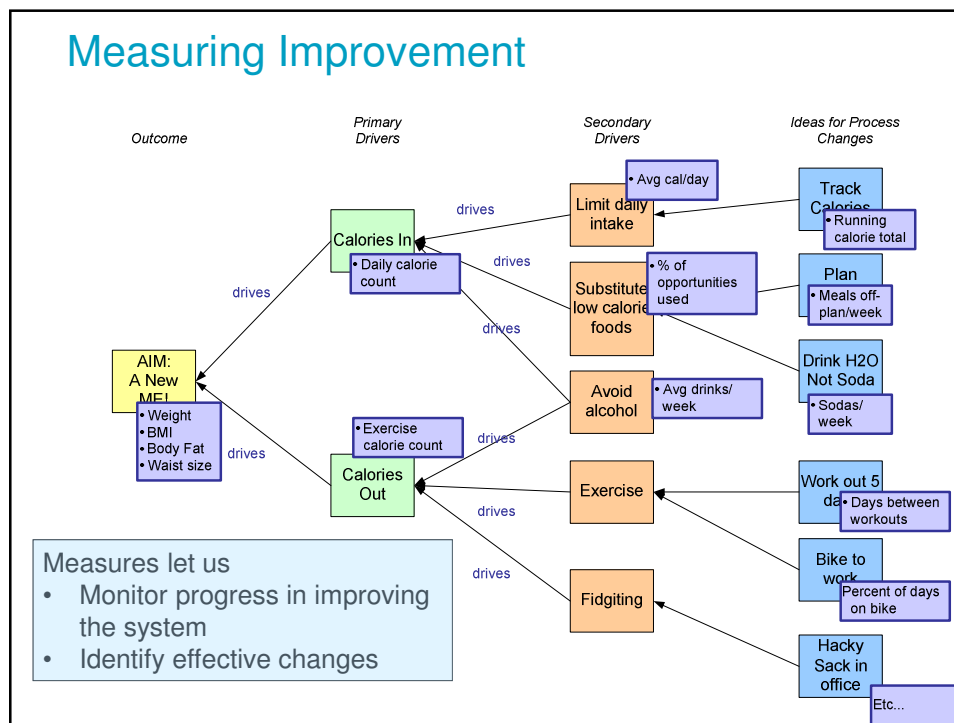 Measuring Improvement
Outcome
Primary
Drivers
Secondary
Drivers
Ideas for Process
Changes
AIM:
A New
ME!
• Weight
• BMI
• Body Fat
• Waist size
drives
drives
Calories In
• Daily calorie
count
• Exercise
calorie count
Calories
Out
drives
drives
drives
drives
drives
drives
• Avg cal/day
Limit daily
intake
• % of
opportunities
used
Substitute
low calorie
foods
Avoid
alcohol
• Avg drinks/
week
Exercise
Fidgiting
Track
Calories
• Running
calorie total
Plan
• Meals off-
plan/week
Drink H2O
Not Soda
• Sodas/
week
Work out 5
• Days between
workouts
Bike to
work
Percent of days
on bike
Hacky
Sack in
office
Etc...
Measures let us
• Monitor progress in improving
the system
• Identify effective changes